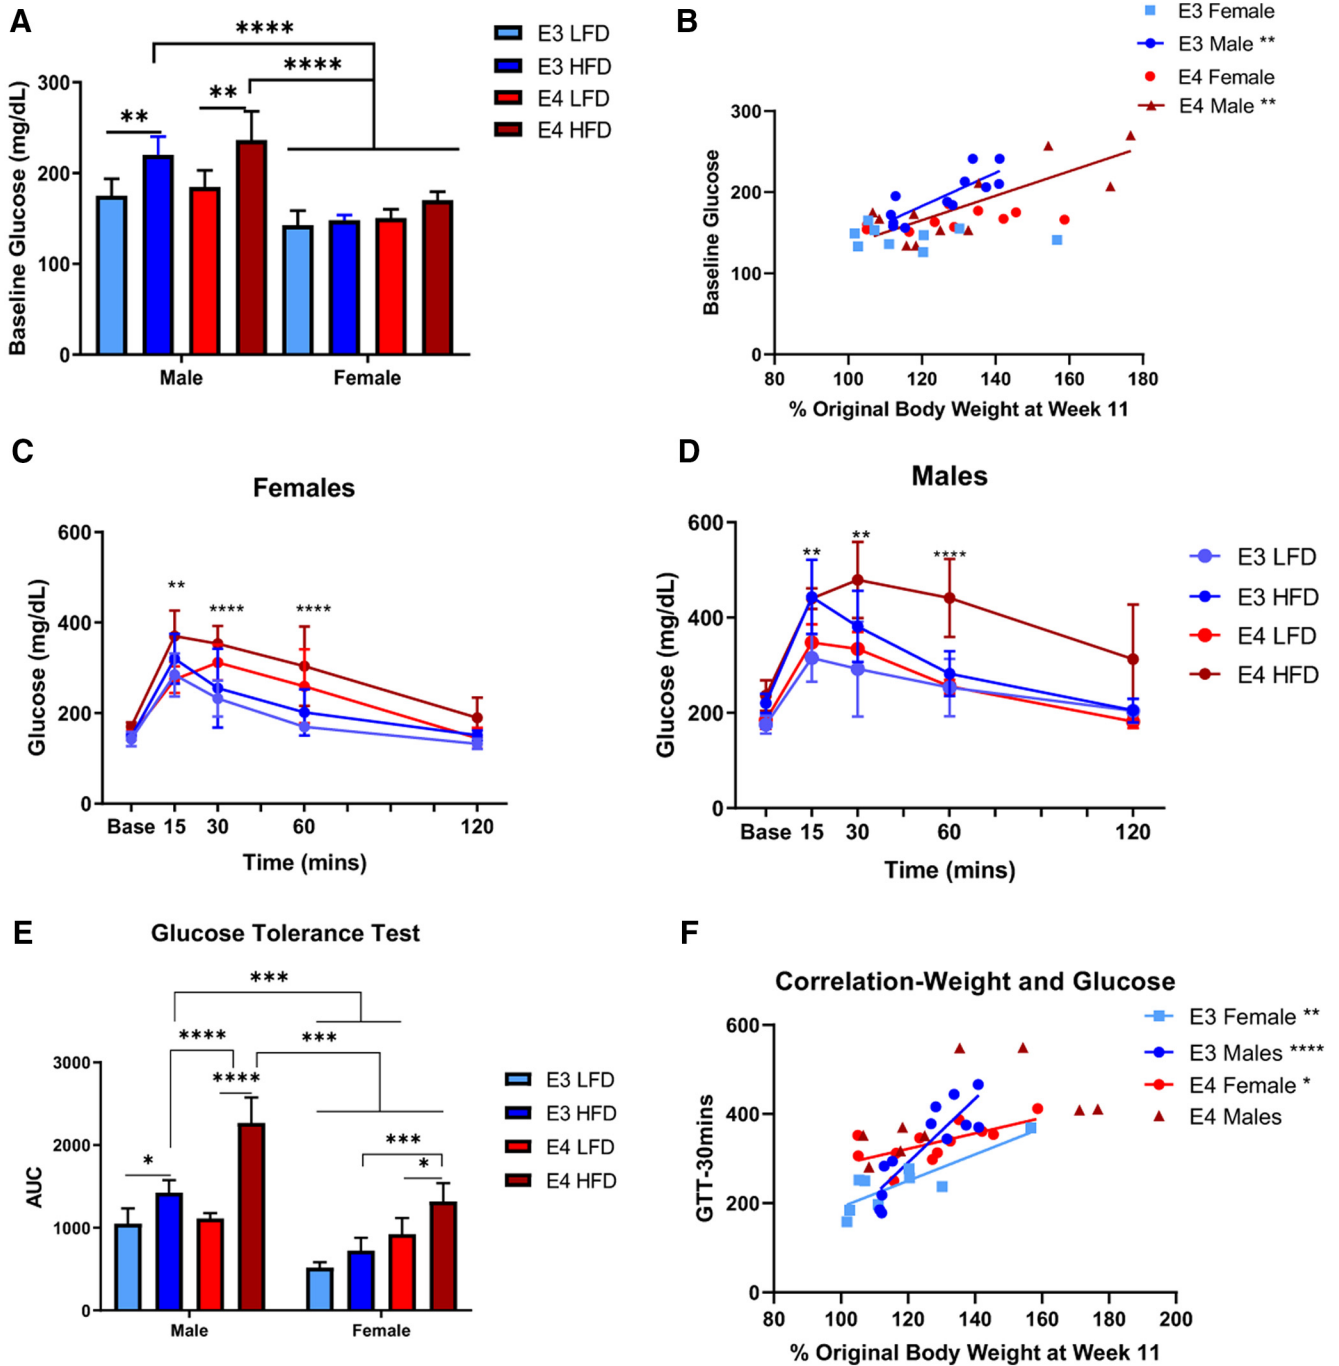 A
****
****
**
**
E3 LFD
E3 HFD
E4 LFD
E4 HFD
Baseline Glucose (mg/dL)
300
200
100
0
Male
Female
B
E3 Female
E3 Male **
E4 Female
E4 Male **
Baseline Glucose
300
200
100
0
80
100
120
140
160
180
% Original Body Weight at Week 11
C
Females
Glucose (mg/dL)
600
400
200
0
**
****
****
Base
15
30
60
120
Time (mins)
D
Males
Glucose (mg/dL)
600
400
200
0
**
**
****
Base
15
30
60
120
Time (mins)
E3 LFD
E3 HFD
E4 LFD
E4 HFD
E
Glucose Tolerance Test
***
****
***
****
*
***
*
AUC
3000
2000
1000
0
Male
Female
E3 LFD
E3 HFD
E4 LFD
E4 HFD
F
Correlation-Weight and Glucose
GTT-30mins
600
400
200
0
80
100
120
140
160
180
200
% Original Body Weight at Week 11
E3 Female **
E3 Males ****
E4 Female *
E4 Males